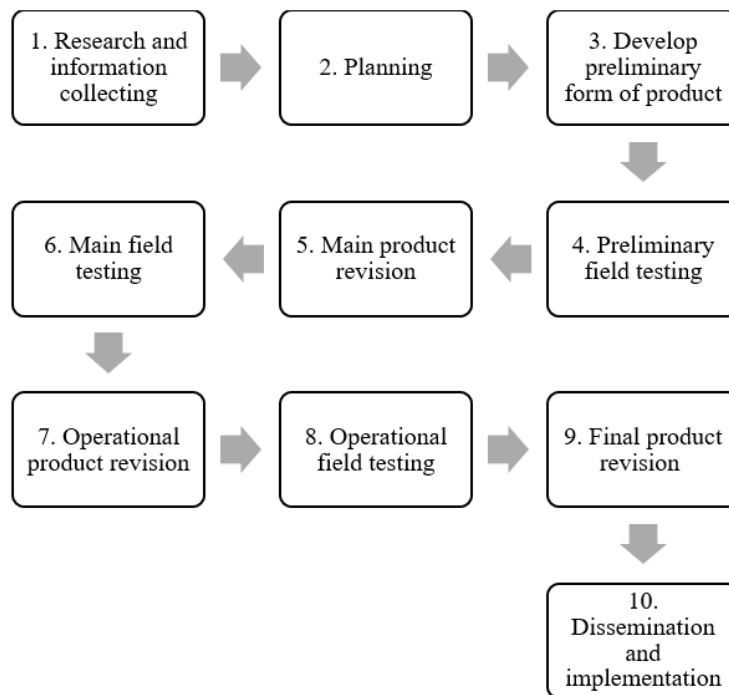 1. Research and
information
collecting
2. Planning
3. Develop
preliminary
form of product
4. Preliminary
field testing
5. Main product
revision
6. Main field
testing
7. Operational
product revision
8. Operational
field testing
9. Final product
revision
10.
Dissemination
and
implementation